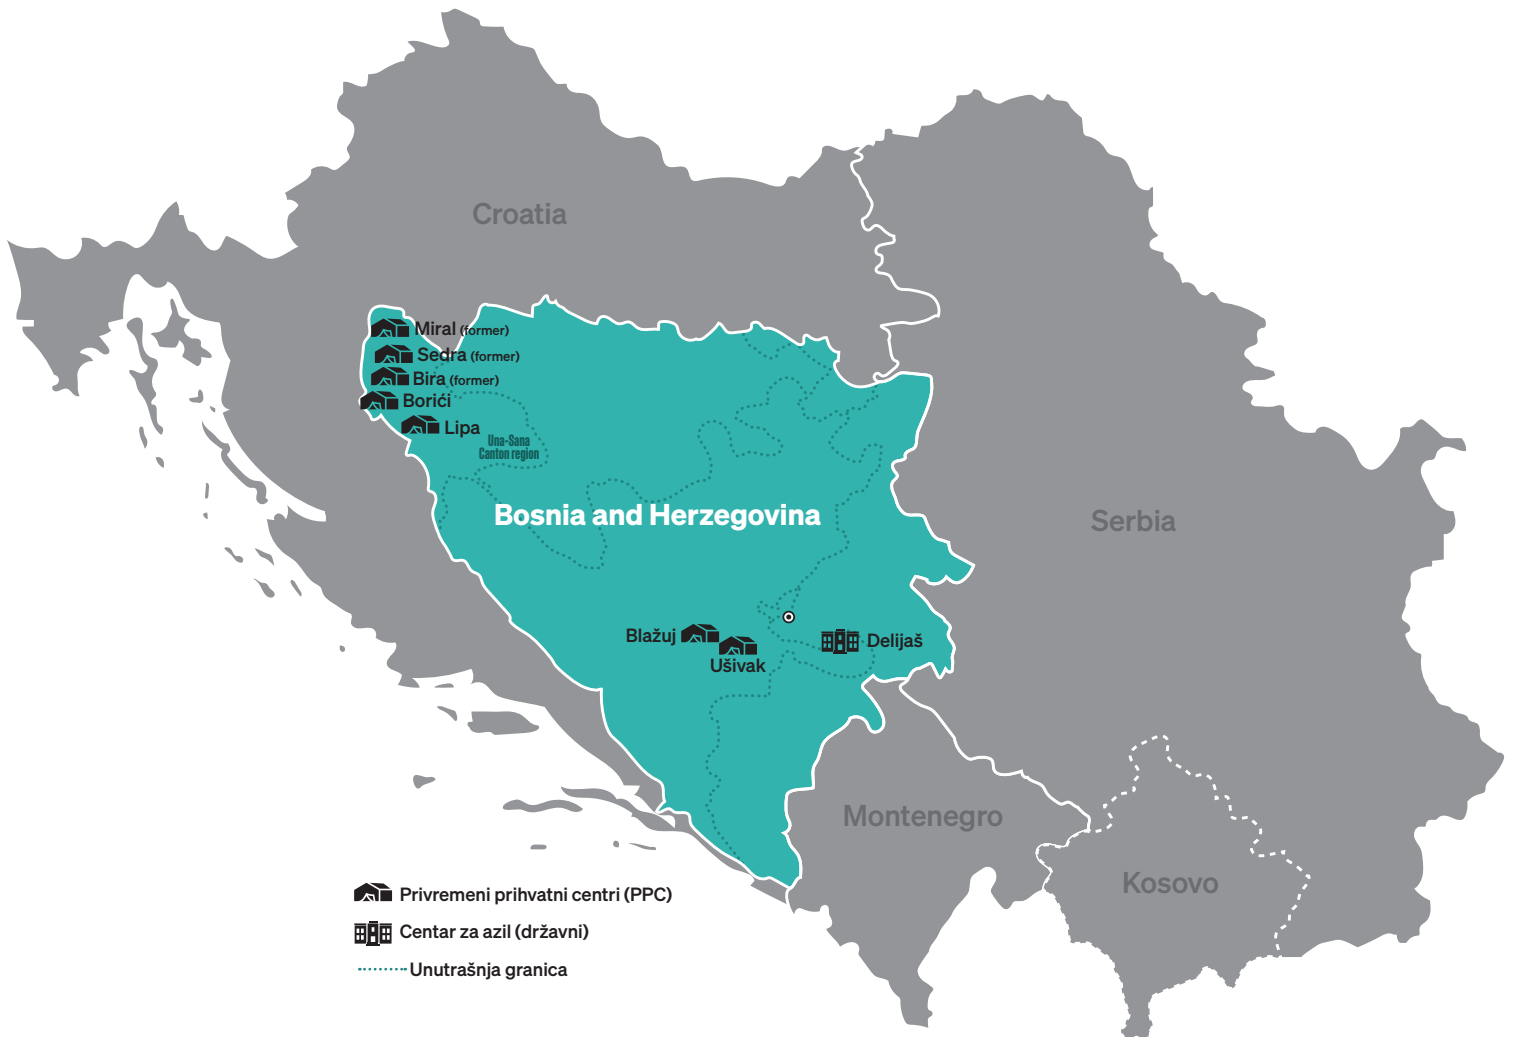 Croatia
Miral (former)
Sedra (former)
Bira (former)
Borići
Lipa
Una-Sana
Canton region
Bosnia and Herzegovina
Serbia
Blažuj
Ušivak
Delijaš
Montenegro
Kosovo
Privremeni prihvatni centri (PPC)
Centar za azil (državni)
Unutrašnja granica